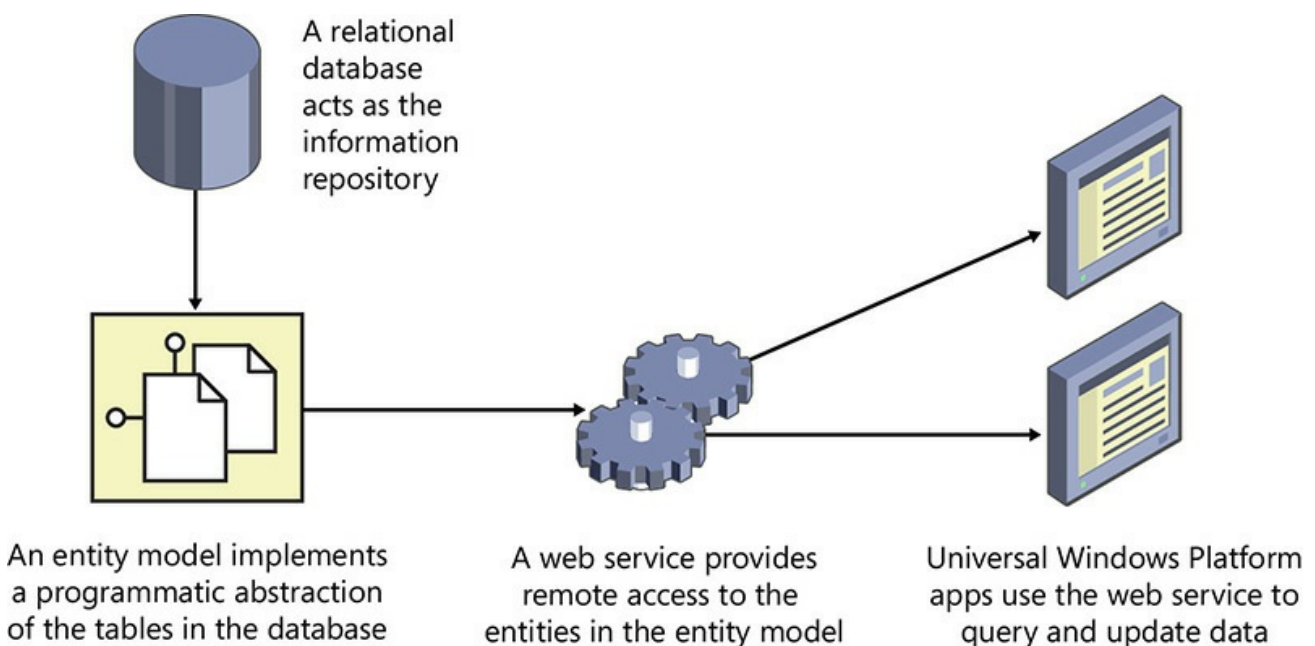 A relational
database
acts as the
information
repository
An entity model implements
a programmatic abstraction
of the tables in the database
A web service provides
remote access to the
entities in the entity model
Universal Windows Platform
apps use the web service to
query and update data